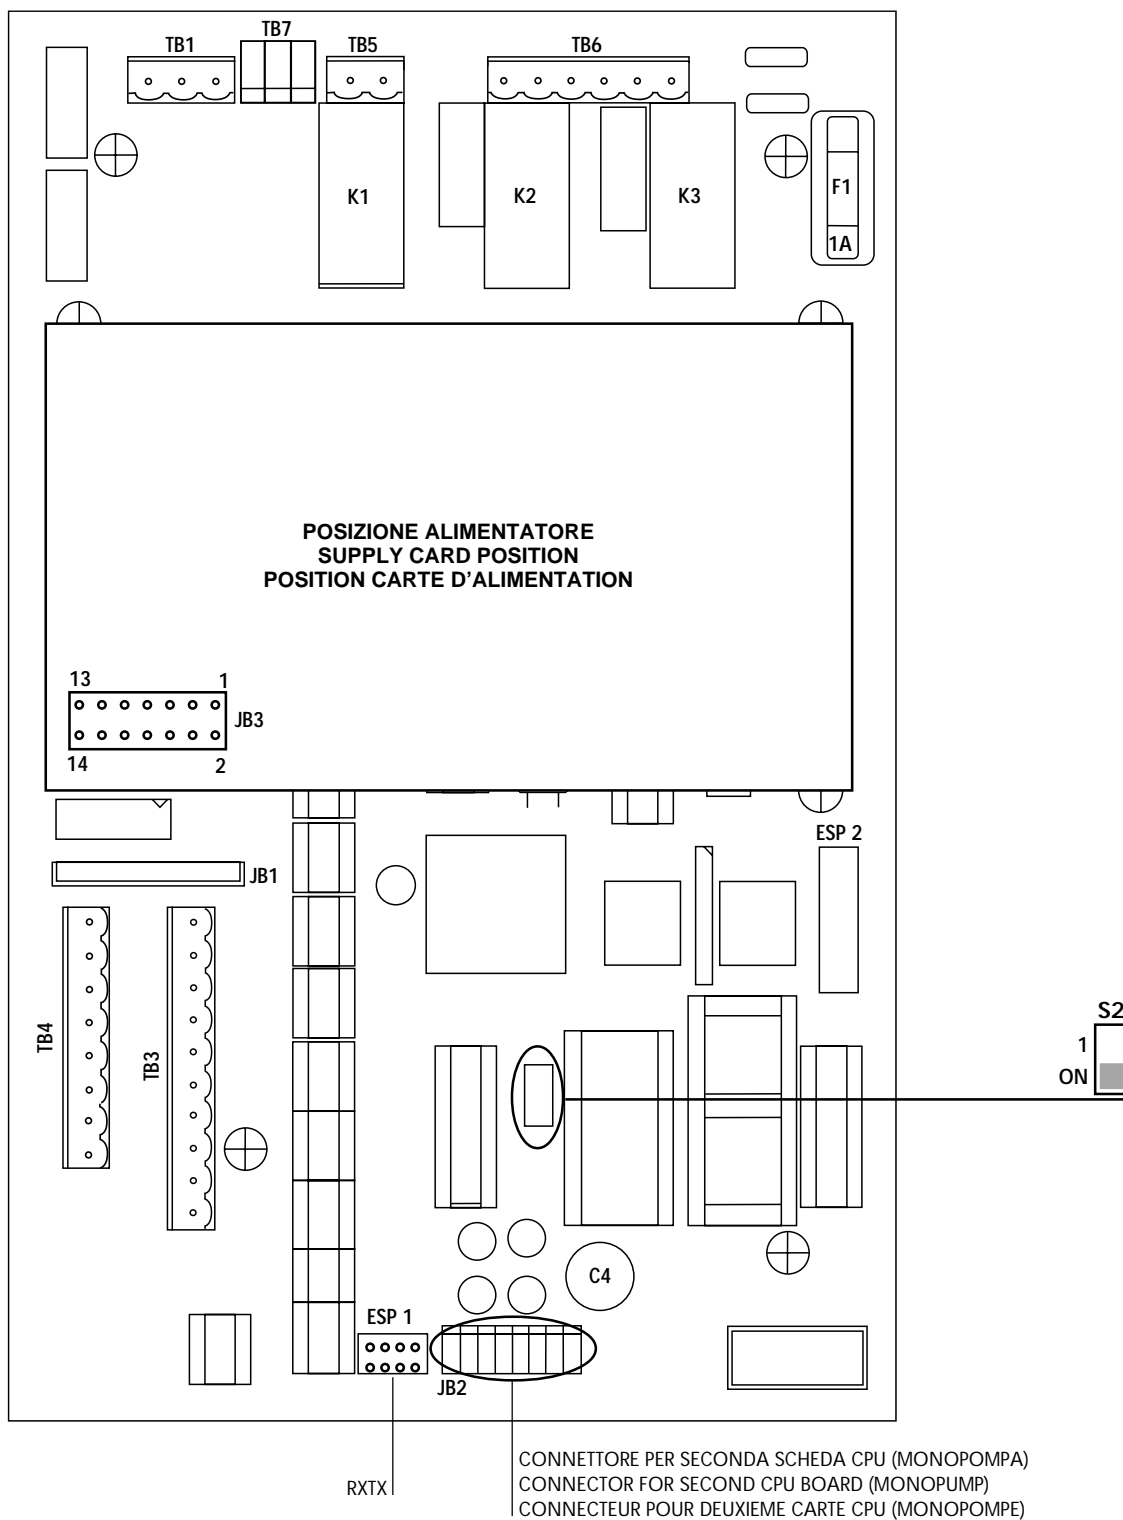 TB1
TB7
TB5
TB6
K1
K2
K3
F1
1A
POSIZIONE ALIMENTATORE
SUPPLY CARD POSITION
POSITION CARTE D’ALIMENTATION
13
1
JB3
14
2
ESP 2
JB1
TB4
TB3
S2
1
ON
C4
ESP 1
JB2
RXTX
CONNETTORE PER SECONDA SCHEDA CPU (MONOPOMPA)
CONNECTOR FOR SECOND CPU BOARD (MONOPUMP)
CONNECTEUR POUR DEUXIEME CARTE CPU (MONOPOMPE)